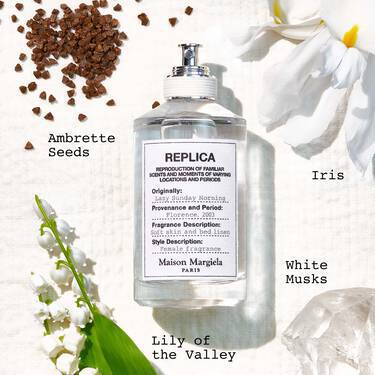 Ambrette
Seeds
Iris
REPLICA
REPRODUCTION OF FAMILIAR
SCENTS AND MOMENTS OF VARYING
LOCATIONS AND PERIODS
Originally:
Lazy Sunday Morning
Provenance and Period:
Florence, 2003
Fragrance Description:
Soft skin and bed linen
Style Description:
Female fragrance
Maison Margiela
PARIS
White
Musks
Lily of
the Valley